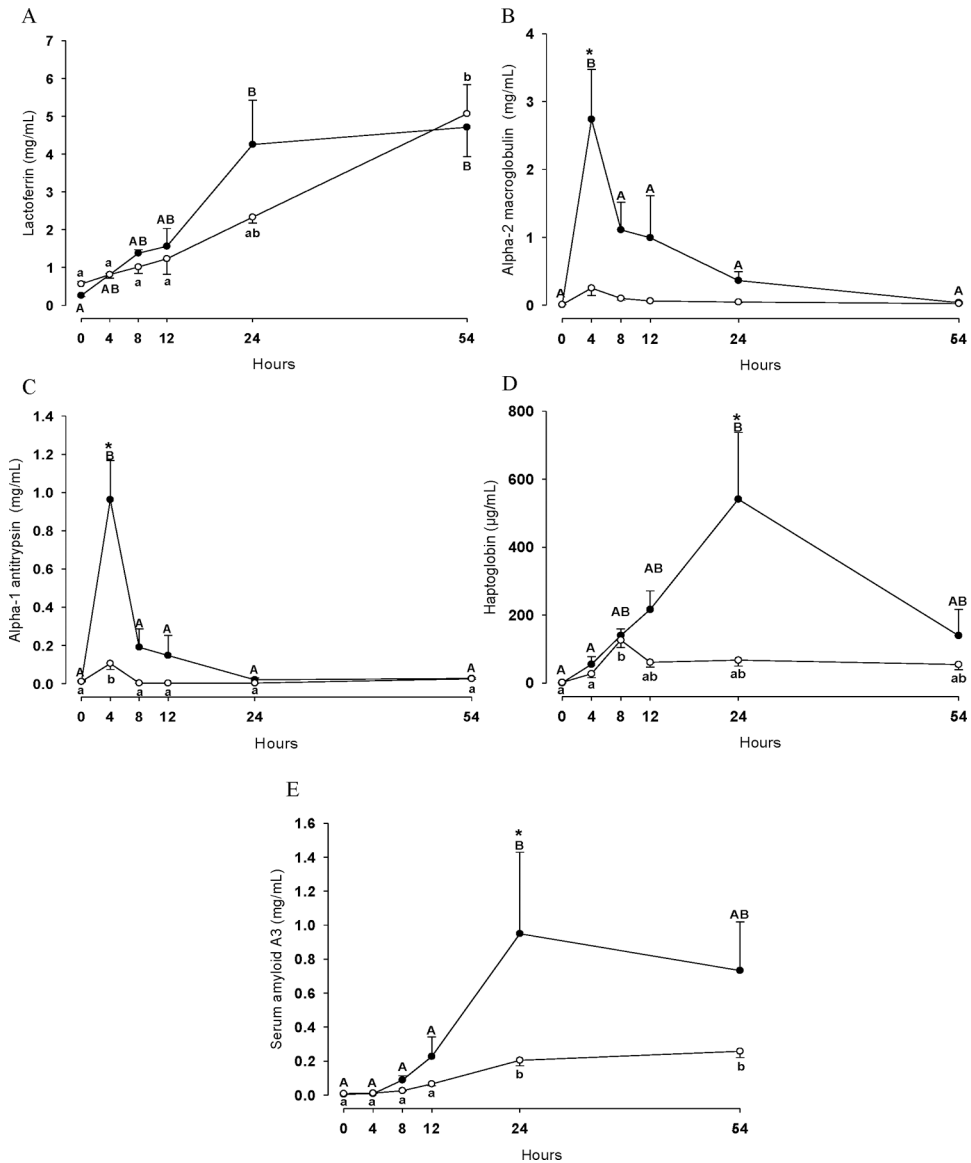 A
Lactoferrin (mg/mL)
7
6
5
4
3
2
1
0
a
A
a
AB
AB
a
AB
a
B
ab
b
B
0 4 8 12 24 54
Hours
B
Alpha-2 macroglobulin (mg/mL)
4
3
2
1
0
A
*
B
A
A
A
A
0 4 8 12 24 54
Hours
C
Alpha-1 antitrypsin (mg/mL)
1.4
1.2
1.0
0.8
0.6
0.4
0.2
0.0
A
a
*
B
b
A
a
A
a
A
a
A
a
0 4 8 12 24 54
Hours
D
Haptoglobin (µg/mL)
800
600
400
200
0
A
a
A
a
AB
b
AB
ab
*
B
ab
AB
ab
0 4 8 12 24 54
Hours
E
Serum amyloid A3 (mg/mL)
1.6
1.4
1.2
1.0
0.8
0.6
0.4
0.2
0.0
A
a
A
a
A
a
A
a
*
B
b
AB
b
0 4 8 12 24 54
Hours